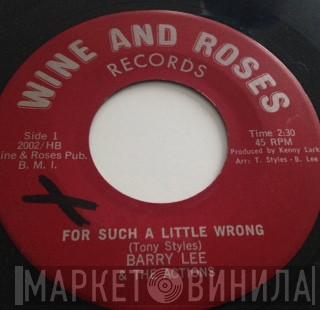 WINE AND ROSES
RECORDS
Side 1
2002/HB
ine & Roses Pub.
B. M. I.
Time 2:30
45 RPM
Produced by Kenny Lark
Arr: T. Styles - B. Lee
FOR SUCH A LITTLE WRONG
(Tony Styles)
BARRY LEE
& THE ACTIONS
МАРКЕТ ВИНИЛА